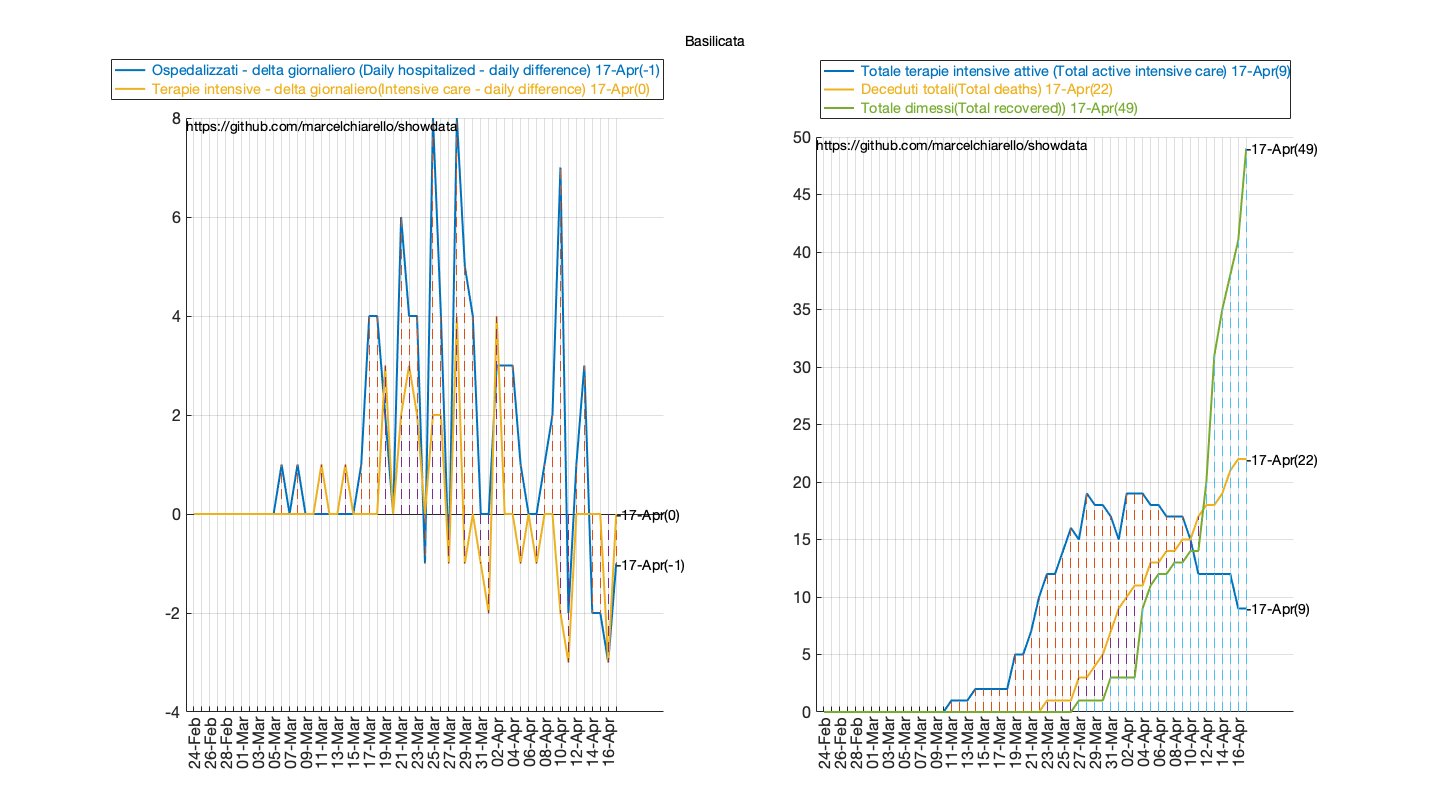 Basilicata
Ospedalizzati - delta giornaliero (Daily hospitalized - daily difference) 17-Apr(-1)
Terapie intensive - delta giornaliero(Intensive care - daily difference) 17-Apr(0)
https://github.com/marcelchiarello/showdata
8
6
4
2
0
-2
-4
17-Apr(0)
17-Apr(-1)
24-Feb
26-Feb
28-Feb
01-Mar
03-Mar
05-Mar
07-Mar
09-Mar
11-Mar
13-Mar
15-Mar
17-Mar
19-Mar
21-Mar
23-Mar
25-Mar
27-Mar
29-Mar
31-Mar
02-Apr
04-Apr
06-Apr
08-Apr
10-Apr
12-Apr
14-Apr
16-Apr
Totale terapie intensive attive (Total active intensive care) 17-Apr(9)
Deceduti totali(Total deaths) 17-Apr(22)
Totale dimessi(Total recovered)) 17-Apr(49)
https://github.com/marcelchiarello/showdata
50
45
40
35
30
25
20
15
10
5
0
17-Apr(49)
17-Apr(22)
17-Apr(9)
24-Feb
26-Feb
28-Feb
01-Mar
03-Mar
05-Mar
07-Mar
09-Mar
11-Mar
13-Mar
15-Mar
17-Mar
19-Mar
21-Mar
23-Mar
25-Mar
27-Mar
29-Mar
31-Mar
02-Apr
04-Apr
06-Apr
08-Apr
10-Apr
12-Apr
14-Apr
16-Apr